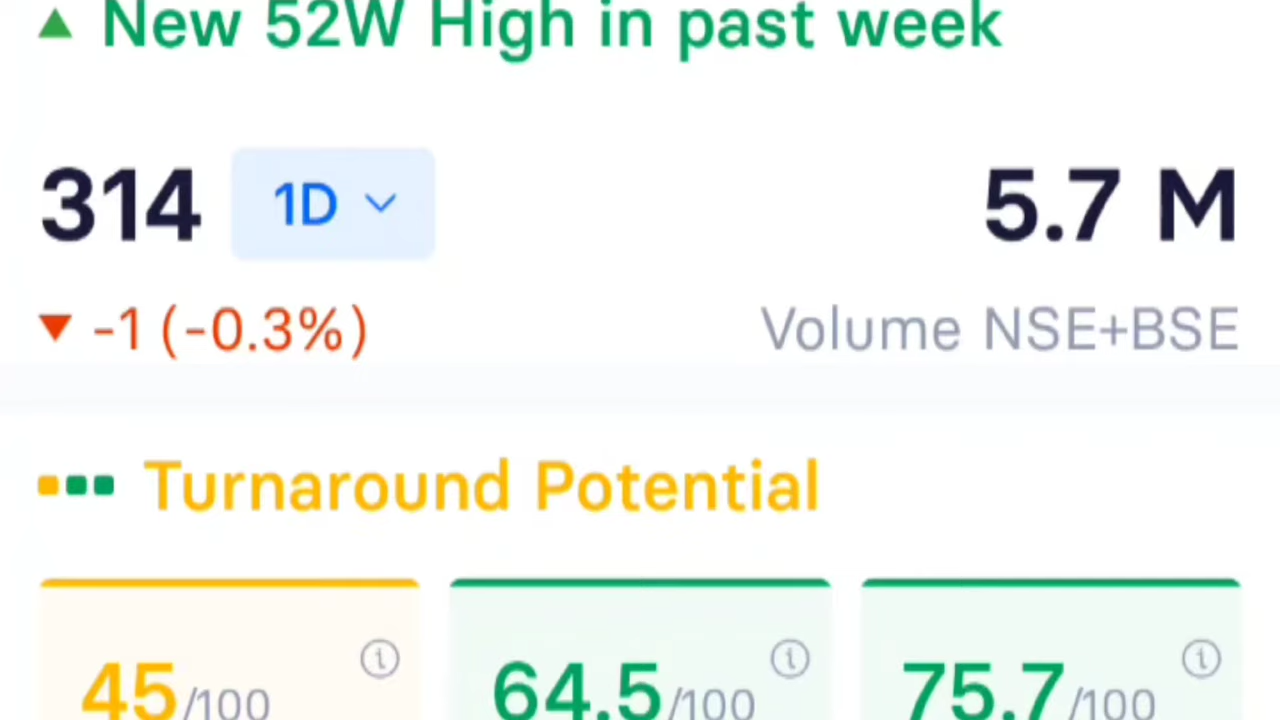 ▲ New 52W High in past week
314 1D 5.7 M
▼ -1 (-0.3%) Volume NSE+BSE
Turnaround Potential
45/100 64.5/100 75.7/100